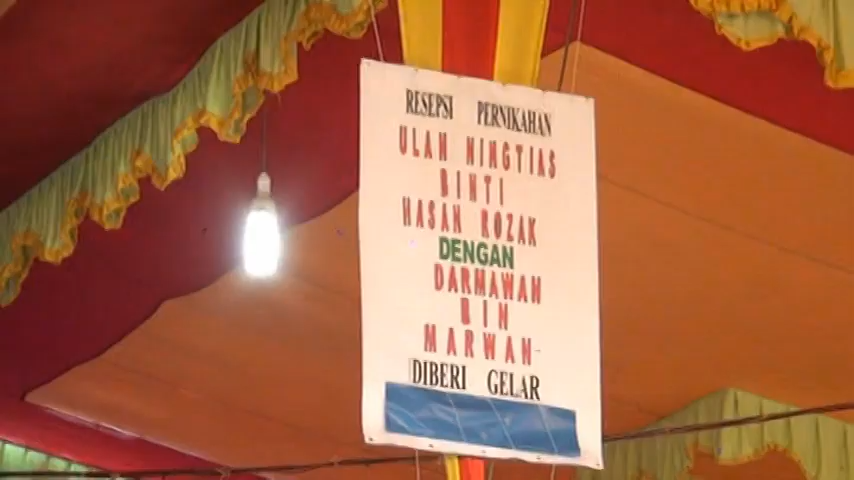 RESEPSI PERNIKAHAN
ULAN NINGTIAS
BINTI
HASAN ROZAK
DENGAN
DARMAWAN
BIN
MARWAN
DIBERI GELAR